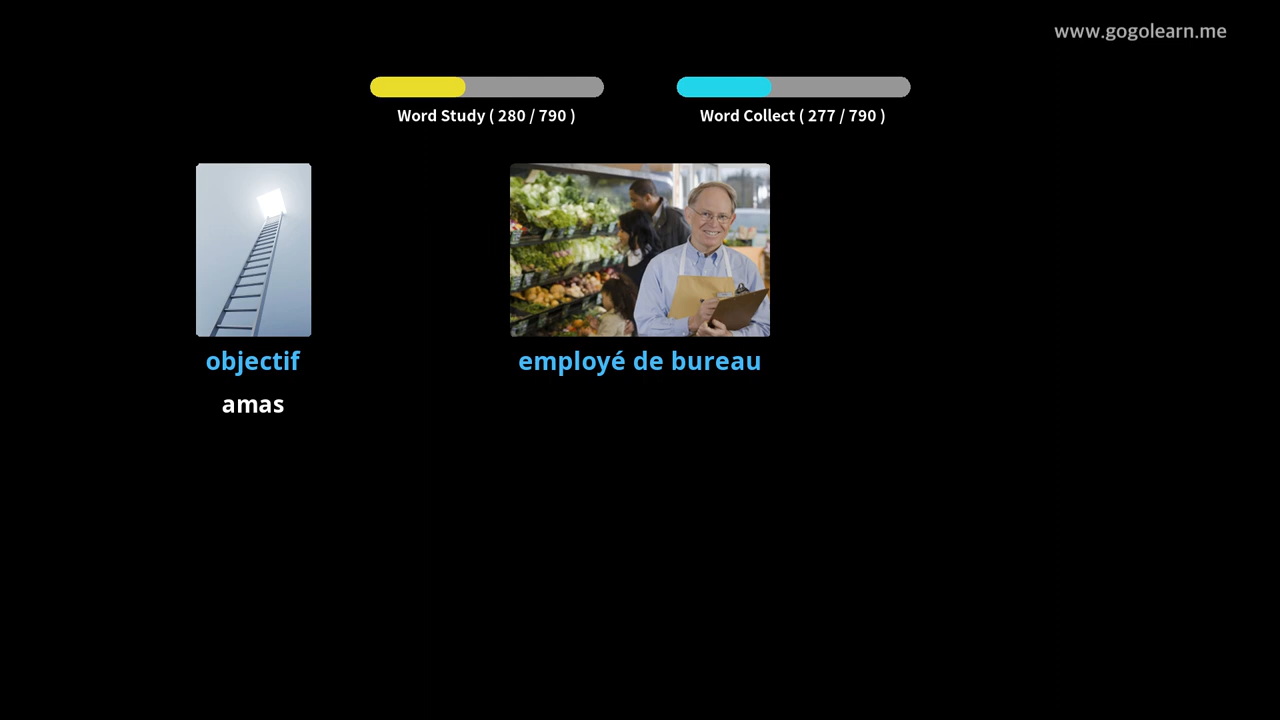 www.gogolearn.me
Word Study ( 280 / 790 )
Word Collect ( 277 / 790 )
objectif
employé de bureau
amas